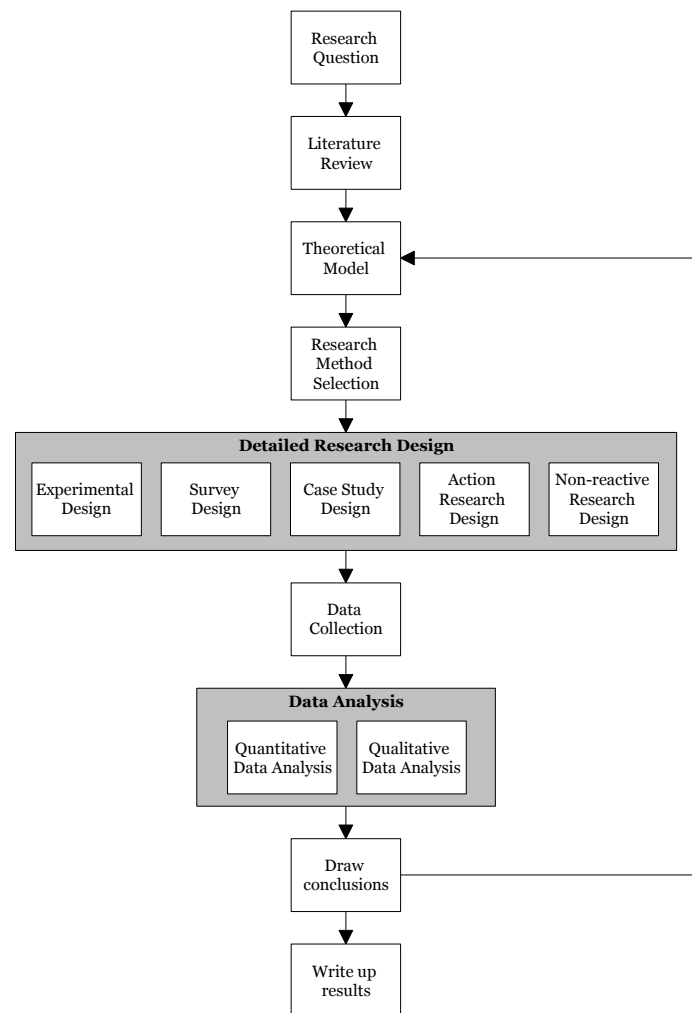 Research
Question
Literature
Review
Theoretical
Model
Research
Method
Selection
Detailed Research Design
Experimental
Design
Survey
Design
Case Study
Design
Action
Research
Design
Non-reactive
Research
Design
Data
Collection
Data Analysis
Quantitative
Data Analysis
Qualitative
Data Analysis
Draw
conclusions
Write up
results